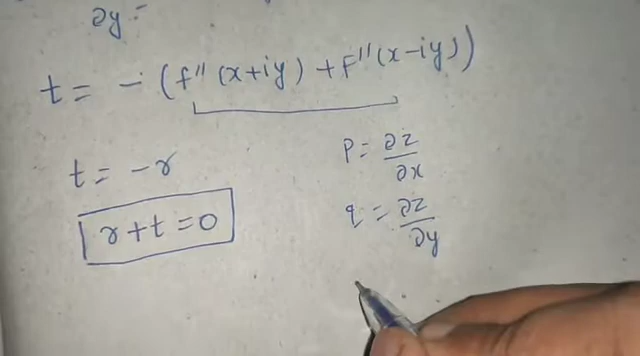 ∂y =
t = - (f''(x+iy) + F''(x-iy))
t = -r
r+t=0
p = ∂z/∂x
q = ∂z/∂y